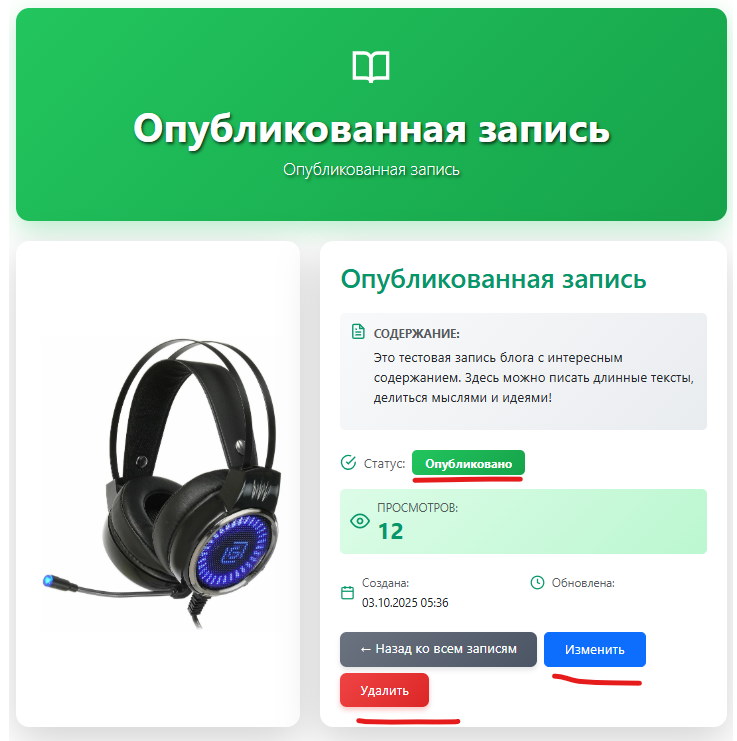 Опубликованная запись
Опубликованная запись
Опубликованная запись
СОДЕРЖАНИЕ:
Это тестовая запись блога с интересным
содержанием. Здесь можно писать длинные тексты,
делиться мыслями и идеями!
Статус: Опубликовано
ПРОСМОТРОВ:
12
Создана:
03.10.2025 05:36
Обновлена:
← Назад ко всем записям
Изменить
Удалить